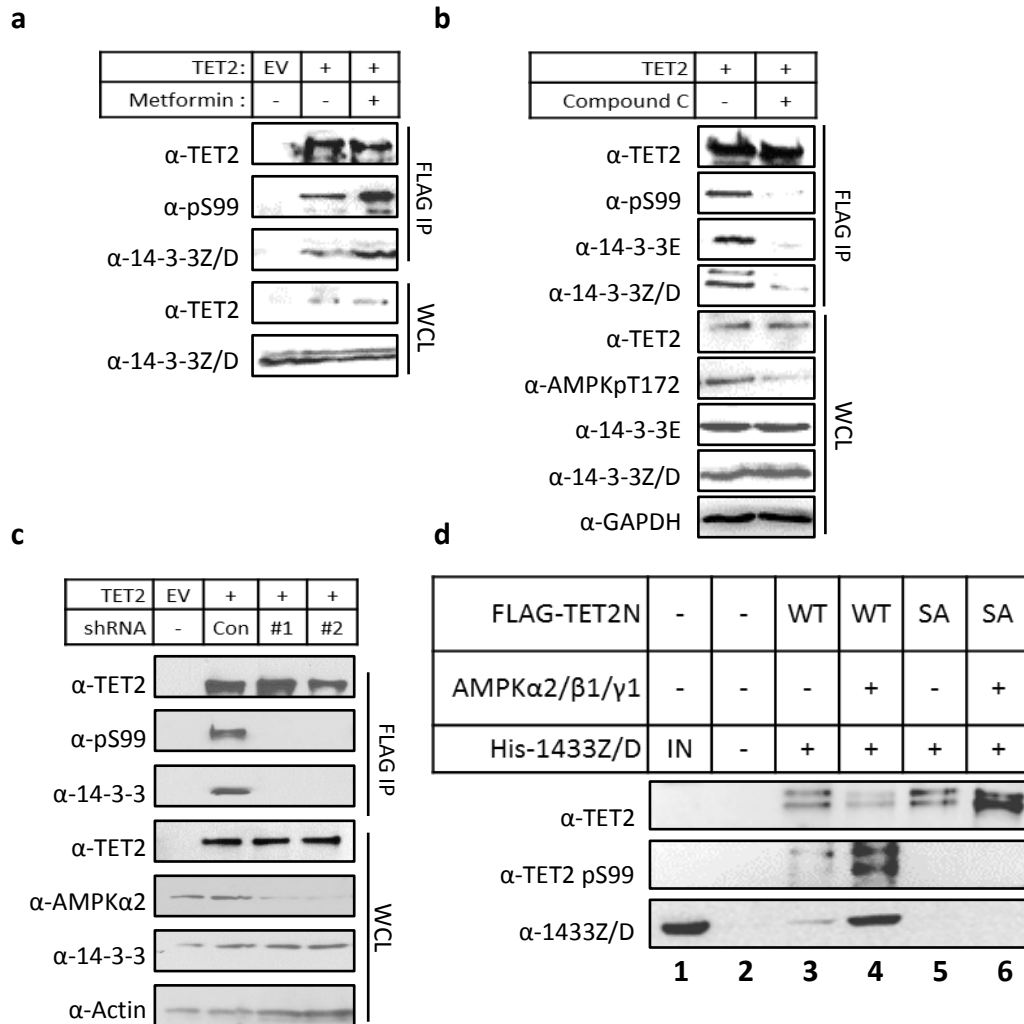 a
TET2: EV + +
Metformin : - - +
α-TET2
α-pS99
α-14-3-3Z/D
FLAG IP
α-TET2
α-14-3-3Z/D
WCL
b
TET2 + +
Compound C - +
α-TET2
α-pS99
α-14-3-3E
α-14-3-3Z/D
FLAG IP
α-TET2
α-AMPKpT172
α-14-3-3E
α-14-3-3Z/D
α-GAPDH
WCL
c
TET2 EV + + +
shRNA - Con #1 #2
α-TET2
α-pS99
α-14-3-3
FLAG IP
α-TET2
α-AMPKα2
α-14-3-3
α-Actin
WCL
d
FLAG-TET2N - - WT WT SA SA
AMPKα2/β1/γ1 - - - + - +
His-1433Z/D IN - + + + +
α-TET2
α-TET2 pS99
α-1433Z/D
1 2 3 4 5 6